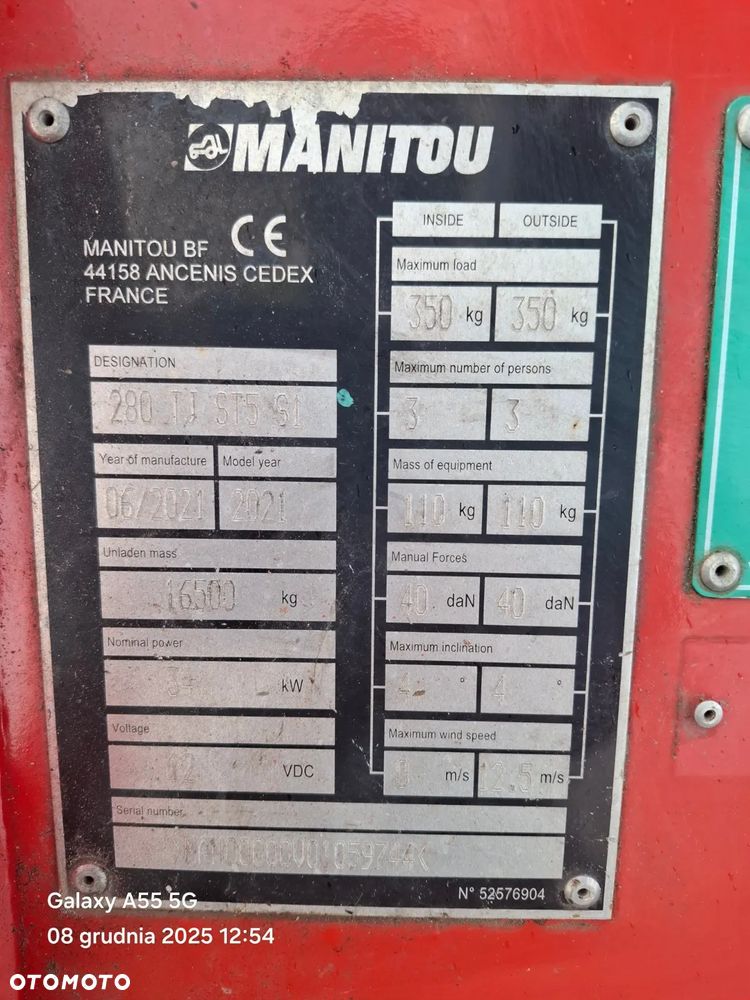 MANITOU
MANITOU BF CE
44158 ANCENIS CEDEX
FRANCE
DESIGNATION
280 TJ ST5 S1
Year of manufacture Model year
06/2021 2021
Unladen mass
16500 kg
Nominal power
kW
Voltage
12 VDC
Serial number
INSIDE OUTSIDE
Maximum load
350 kg 350 kg
Maximum number of persons
3 3
Mass of equipment
110 kg 110 kg
Manual Forces
40 daN 40 daN
Maximum inclination
4 ° 4 °
Maximum wind speed
m/s 12.5 m/s
N° 52576904
Galaxy A55 5G
08 grudnia 2025 12:54
OTOMOTO